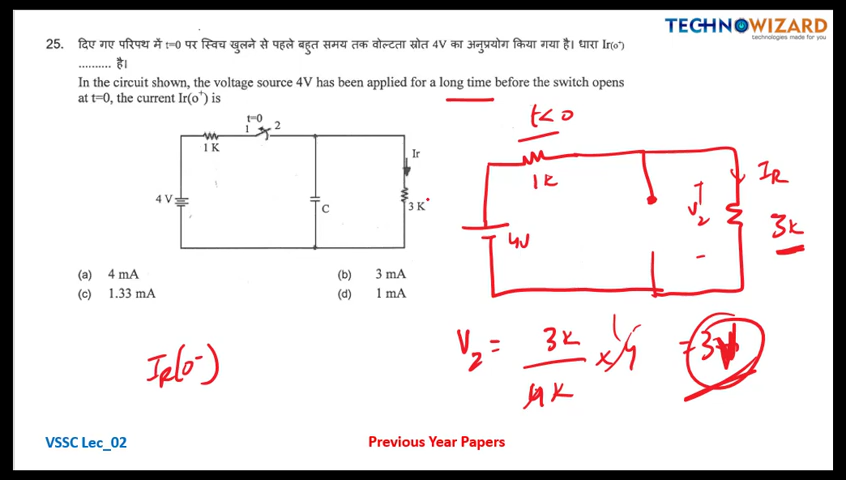 TECHNOWIZARD
technologies made for you
25. दिए गए परिपथ में t=0 पर स्विच खुलने से पहले बहुत समय तक वोल्टता स्रोत 4V का अनुप्रयोग किया गया है। धारा Ir(o⁺)
.......... है।
In the circuit shown, the voltage source 4V has been applied for a long time before the switch opens
at t=0, the current Ir(o⁺) is
t=0
1 2
1 K
Ir
4 V
C
3 K
(a) 4 mA (b) 3 mA
(c) 1.33 mA (d) 1 mA
t<0
1K
IR
V2
3K
4V
-
V2 = 3K/4K × 4 = 3V
IR(0⁻)
VSSC Lec_02
Previous Year Papers